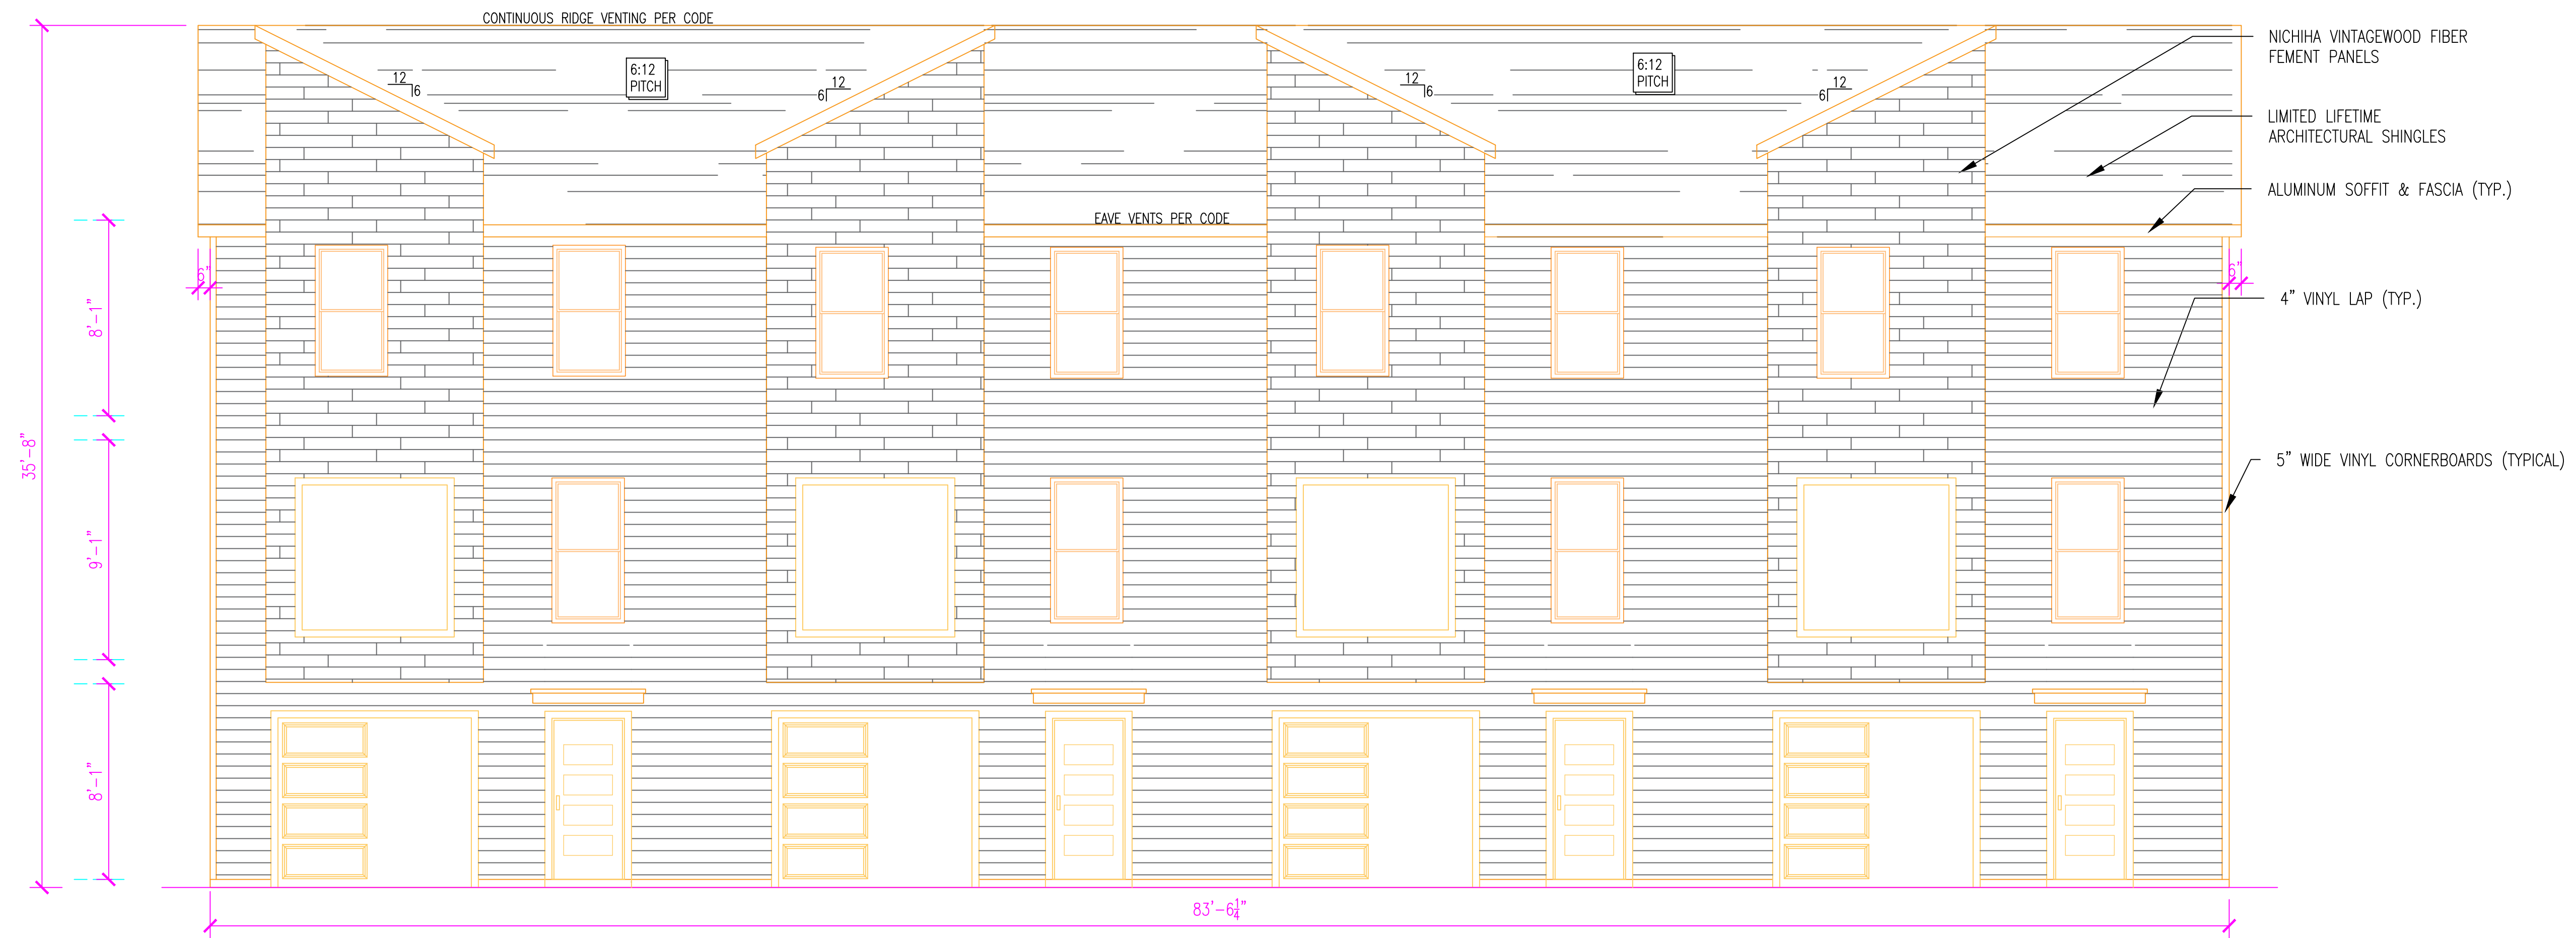 CONTINUOUS RIDGE VENTING PER CODE
NICHIHA VINTAGEWOOD FIBER
FEMENT PANELS
6:12
PITCH
12
6
12
6
6:12
PITCH
12
6
12
6
LIMITED LIFETIME
ARCHITECTURAL SHINGLES
ALUMINUM SOFFIT & FASCIA (TYP.)
EAVE VENTS PER CODE
6"
6"
4" VINYL LAP (TYP.)
8'-1"
35'-8"
5" WIDE VINYL CORNERBOARDS (TYPICAL)
9'-1"
8'-1"
83'-6¼"